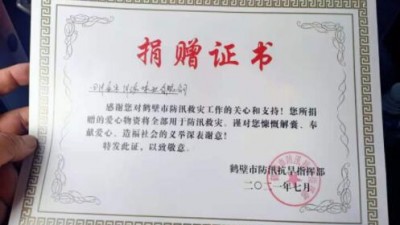 捐赠证书
感谢您对鹤壁市防汛救灾工作的关心和支持！您所捐
赠的爱心物资将全部用于防汛救灾。谨对您慷慨解囊、奉
献爱心、造福社会的义举深表谢意！
特发此证，以致敬意。
鹤壁市防汛抗旱指挥部
二〇二一年七月